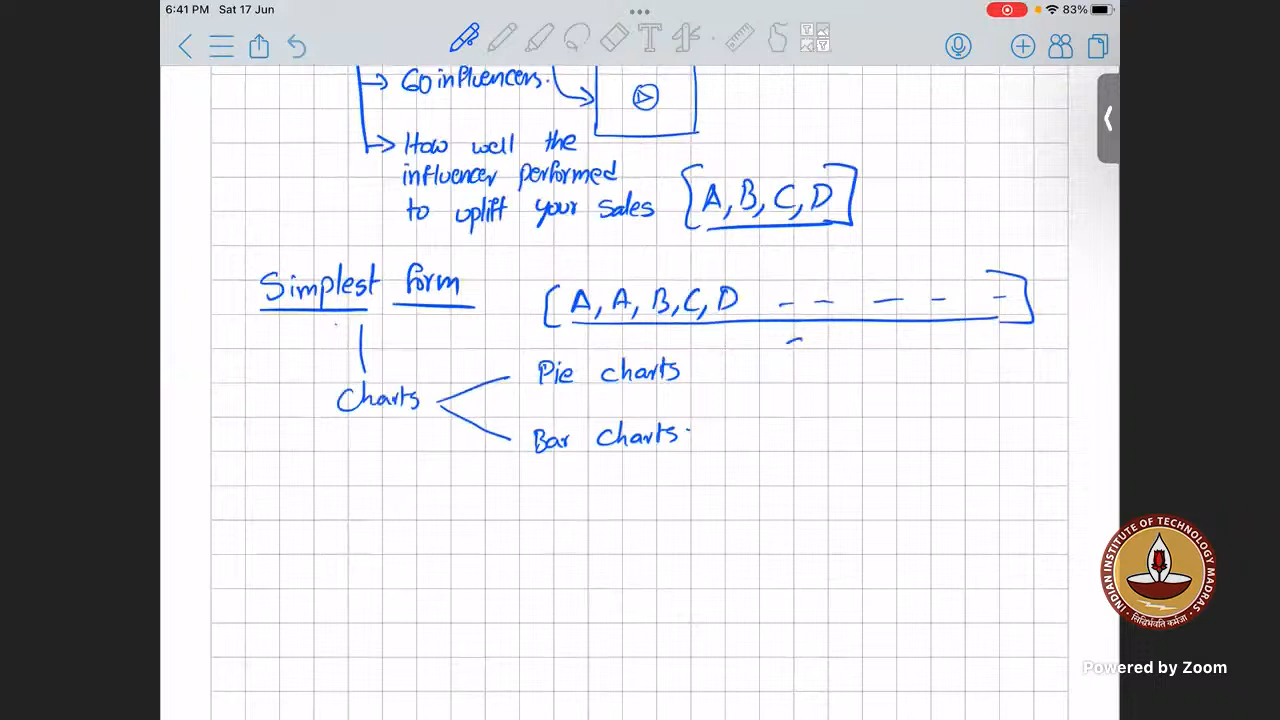 6:41 PM Sat 17 Jun
83%
60 influencers.
How well the
influencer performed
to uplift your sales [A, B, C, D]
Simplest form [A, A, B, C, D - - - - -]
Pie charts
Charts
Bar charts.
INDIAN INSTITUTE OF TECHNOLOGY MADRAS
सिद्धिर्भवति कर्मजा
Powered by Zoom